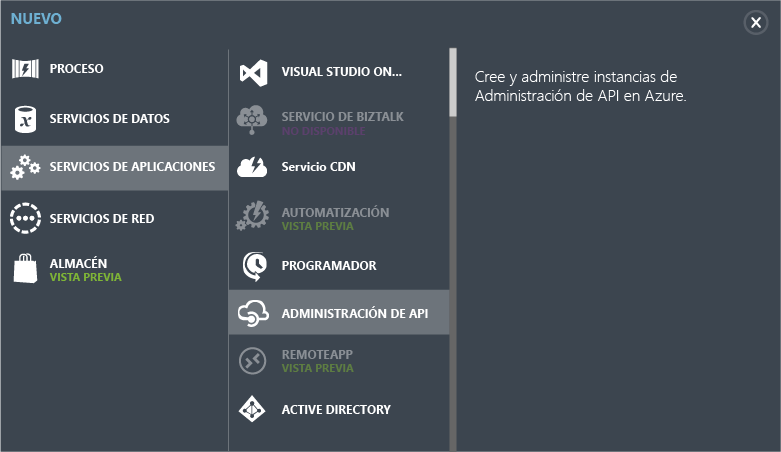 NUEVO
PROCESO
SERVICIOS DE DATOS
SERVICIOS DE APLICACIONES
SERVICIOS DE RED
ALMACÉN
VISTA PREVIA
VISUAL STUDIO ON...
SERVICIO DE BIZTALK
NO DISPONIBLE
Servicio CDN
AUTOMATIZACIÓN
VISTA PREVIA
PROGRAMADOR
ADMINISTRACIÓN DE API
REMOTEAPP
VISTA PREVIA
ACTIVE DIRECTORY
Cree y administre instancias de
Administración de API en Azure.